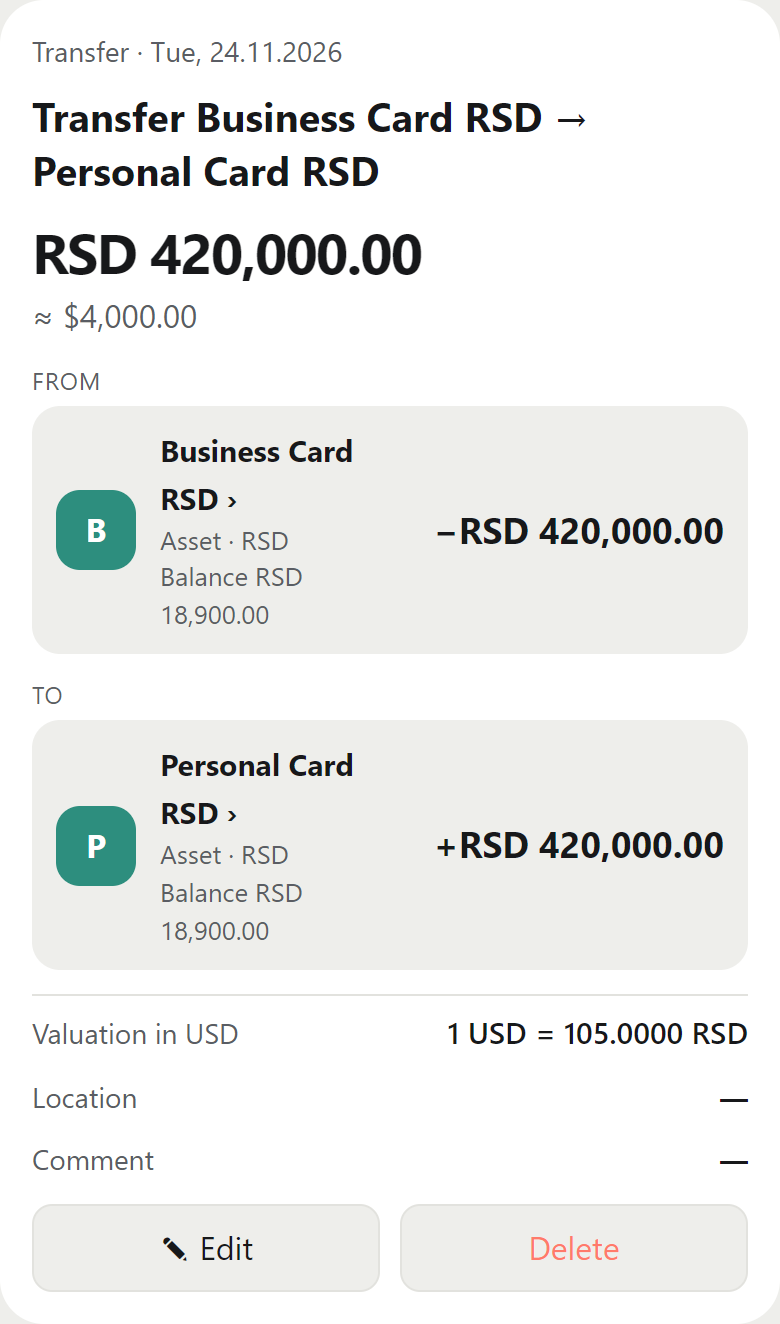 Transfer · Tue, 24.11.2026
Transfer Business Card RSD →
Personal Card RSD
RSD 420,000.00
≈ $4,000.00
FROM
B
Business Card
RSD ›
Asset · RSD
Balance RSD
18,900.00
−RSD 420,000.00
TO
P
Personal Card
RSD ›
Asset · RSD
Balance RSD
18,900.00
+RSD 420,000.00
Valuation in USD 1 USD = 105.0000 RSD
Location —
Comment —
✏ Edit Delete